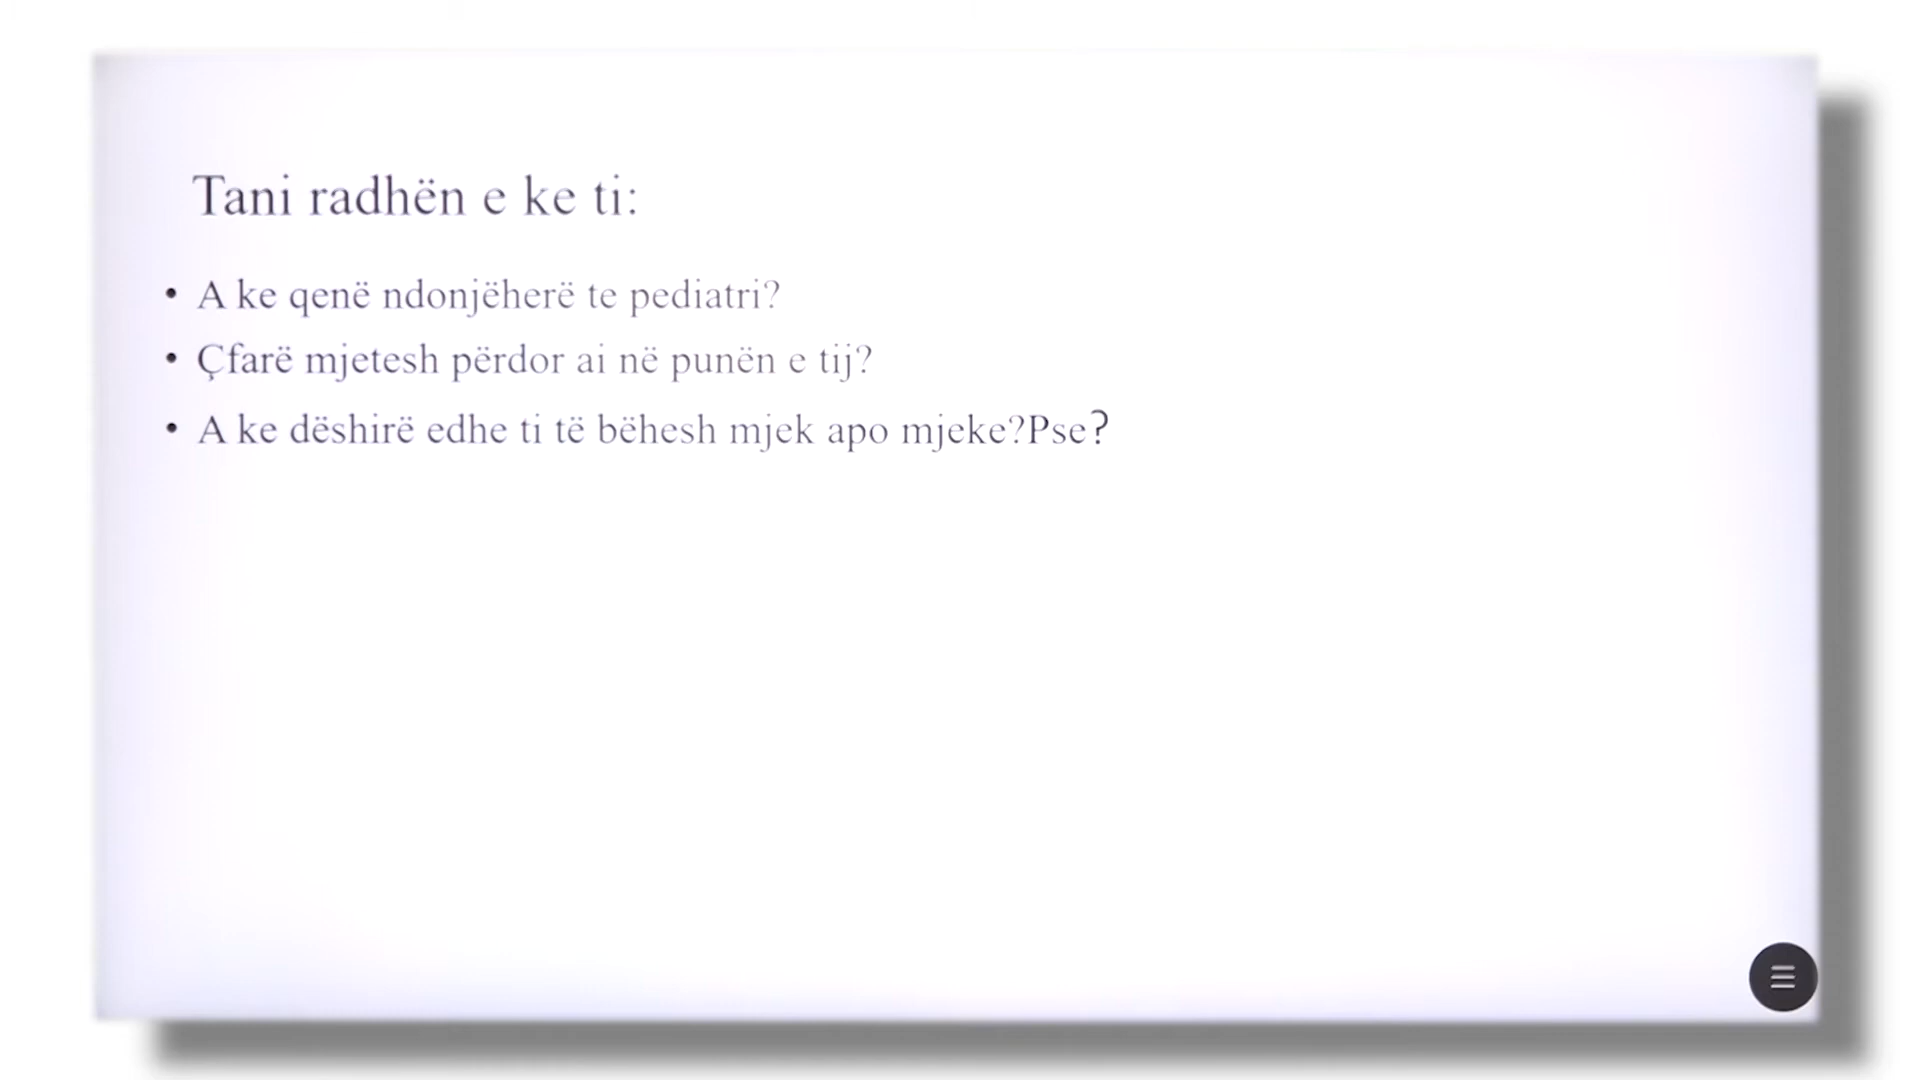 Tani radhën e ke ti:
• A ke qenë ndonjëherë te pediatri?
• Çfarë mjetesh përdor ai në punën e tij?
• A ke dëshirë edhe ti të bëhesh mjek apo mjeke?Pse?